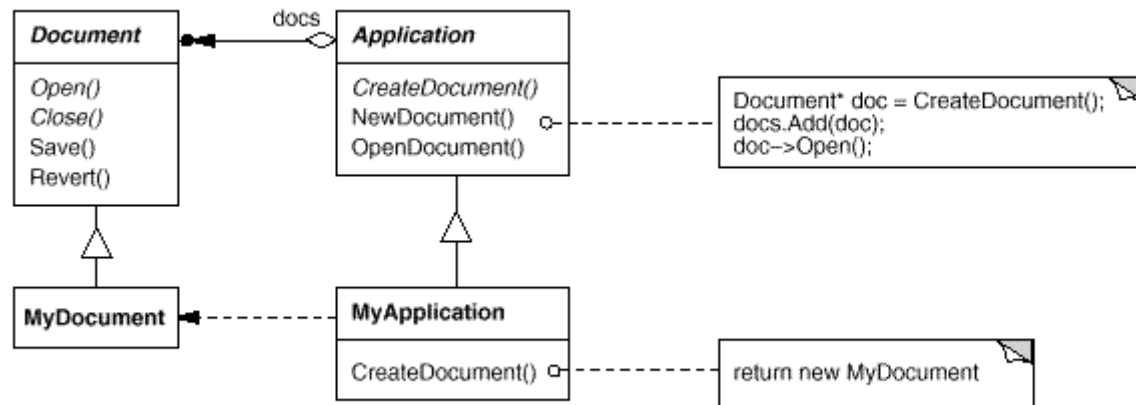 docs
Document
Open()
Close()
Save()
Revert()
Application
CreateDocument()
NewDocument()
OpenDocument()
Document* doc = CreateDocument();
docs.Add(doc);
doc->Open();
MyDocument
MyApplication
CreateDocument()
return new MyDocument